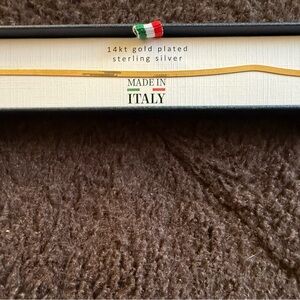 14kt gold plated
sterling silver
MADE IN
ITALY